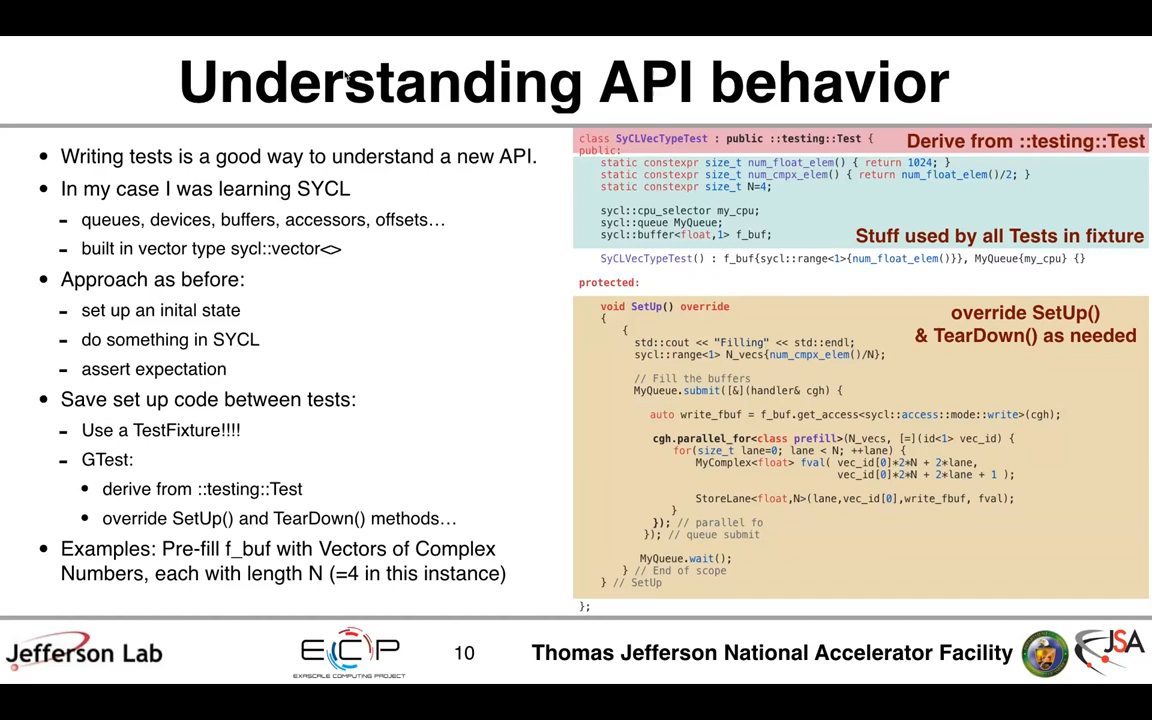 Understanding API behavior
• Writing tests is a good way to understand a new API.
• In my case I was learning SYCL
- queues, devices, buffers, accessors, offsets…
- built in vector type sycl::vector<>
• Approach as before:
- set up an inital state
- do something in SYCL
- assert expectation
• Save set up code between tests:
- Use a TestFixture!!!!
- GTest:
• derive from ::testing::Test
• override SetUp() and TearDown() methods…
• Examples: Pre-fill f_buf with Vectors of Complex
Numbers, each with length N (=4 in this instance)
class SyCLVecTypeTest : public ::testing::Test {
Derive from ::testing::Test
public:
static constexpr size_t num_float_elem() { return 1024; }
static constexpr size_t num_cmpx_elem() { return num_float_elem()/2; }
static constexpr size_t N=4;
sycl::cpu_selector my_cpu;
sycl::queue MyQueue;
sycl::buffer<float,1> f_buf;
Stuff used by all Tests in fixture
SyCLVecTypeTest() : f_buf{sycl::range<1>{num_float_elem()}}, MyQueue{my_cpu} {}
protected:
void SetUp() override
override SetUp()
& TearDown() as needed
{
{
std::cout << "Filling" << std::endl;
sycl::range<1> N_vecs{num_cmpx_elem()/N};
// Fill the buffers
MyQueue.submit([&](handler& cgh) {
auto write_fbuf = f_buf.get_access<sycl::access::mode::write>(cgh);
cgh.parallel_for<class prefill>(N_vecs, [=](id<1> vec_id) {
for(size_t lane=0; lane < N; ++lane) {
MyComplex<float> fval( vec_id[0]*2*N + 2*lane,
vec_id[0]*2*N + 2*lane + 1 );
StoreLane<float,N>(lane,vec_id[0],write_fbuf, fval);
}
}); // parallel fo
}); // queue submit
MyQueue.wait();
} // End of scope
} // SetUp
};
Jefferson Lab
ECP
EXASCALE COMPUTING PROJECT
10
Thomas Jefferson National Accelerator Facility
JSA